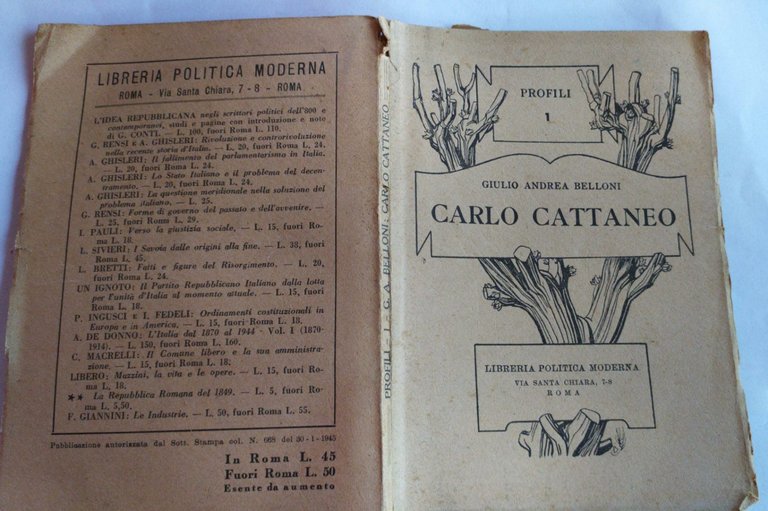 LIBRERIA POLITICA MODERNA
ROMA - Via Santa Chiara, 7 - 8 - ROMA
L'IDEA REPUBBLICANA negli scrittori politici dell'800 e
contemporanei, studi e pagine con introduzione e note
di G. CONTI. — L. 100, fuori Roma L. 110.
G. RENSI e A. GHISLERI: Rivoluzione e controrivoluzione
nella recente storia d'Italia. — L. 20, fuori Roma, L. 24.
A. GHISLERI: Il fallimento del parlamentarismo in Italia.
— L. 20, fuori Roma L. 24.
A. GHISLERI: Lo Stato Italiano e il problema del decen-
tramento. — L. 20, fuori Roma L. 24.
A. GHISLERI: La questione meridionale nella soluzione del
problema italiano. — L. 25.
G. RENSI: Forme di governo del passato e dell'avvenire. —
L. 25, fuori Roma L. 29.
I. PAULI: Verso la giustizia sociale, — L. 15, fuori Ro-
ma L. 18.
L. SIVIERI: I Savoia dalle origini alla fine. — L. 38, fuori
Roma L. 45.
L. BRETTI: Fatti e figure del Risorgimento. — L. 20,
fuori Roma L. 24.
UN IGNOTO: Il Partito Repubblicano Italiano dalla lotta
per l'unità d'Italia al momento attuale. — L. 15, fuori
Roma L. 18.
P. INGUSCI e I. FEDELI: Ordinamenti costituzionali in
Europa e in America. — L. 15, fuori Roma L. 18.
A. DE DONNO: L'Italia dal 1870 al 1944 - Vol. I (1870-
1914). — L. 150, fuori Roma L. 160.
C. MACRELLI: Il Comune libero e la sua amministra-
zione. — L. 15, fuori Roma L. 18.
LIBERO: Mazzini, la vita e le opere. — L. 15, fuori Ro-
ma, L. 18.
** La Repubblica Romana del 1849. — L. 5, fuori Ro-
ma L. 5,50.
F. GIANNINI: Le Industrie. — L. 50, fuori Roma L. 55.
Pubblicazione autorizzata dal Sott. Stampa col. N. 668 del 30 - 1 - 1945
In Roma L. 45
Fuori Roma L. 50
Esente da aumento
PROFILI - 1 - G. A. BELLONI: CARLO CATTANEO
PROFILI
1
GIULIO ANDREA BELLONI
CARLO CATTANEO
LIBRERIA POLITICA MODERNA
VIA SANTA CHIARA, 7-8
ROMA